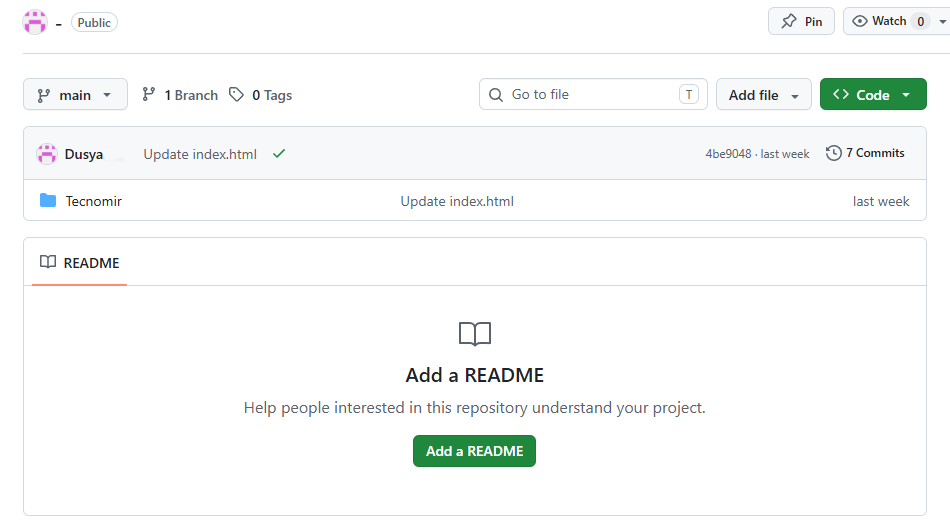 - Public Pin Watch 0
main 1 Branch 0 Tags Go to file T Add file Code
Dusya Update index.html 4be9048 · last week 7 Commits
Tecnomir Update index.html last week
README
Add a README
Help people interested in this repository understand your project.
Add a README